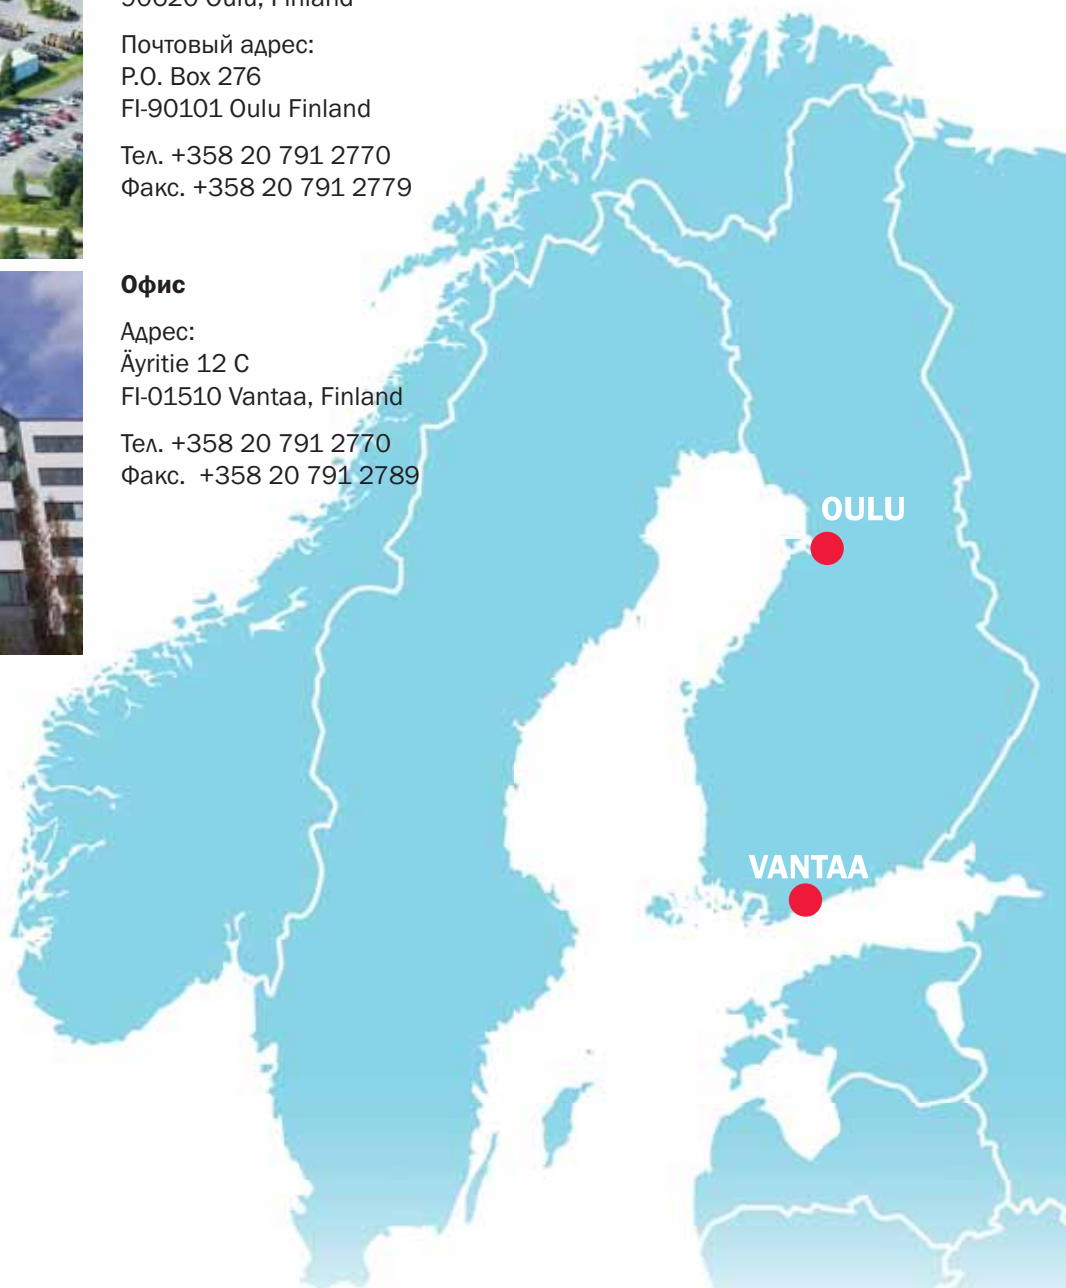 Почтовый адрес:
P.O. Box 276
FI-90101 Oulu Finland
Тел. +358 20 791 2770
Факс. +358 20 791 2779
Офис
Адрес:
Äyritie 12 C
FI-01510 Vantaa, Finland
Тел. +358 20 791 2770
Факс. +358 20 791 2789
OULU
VANTAA